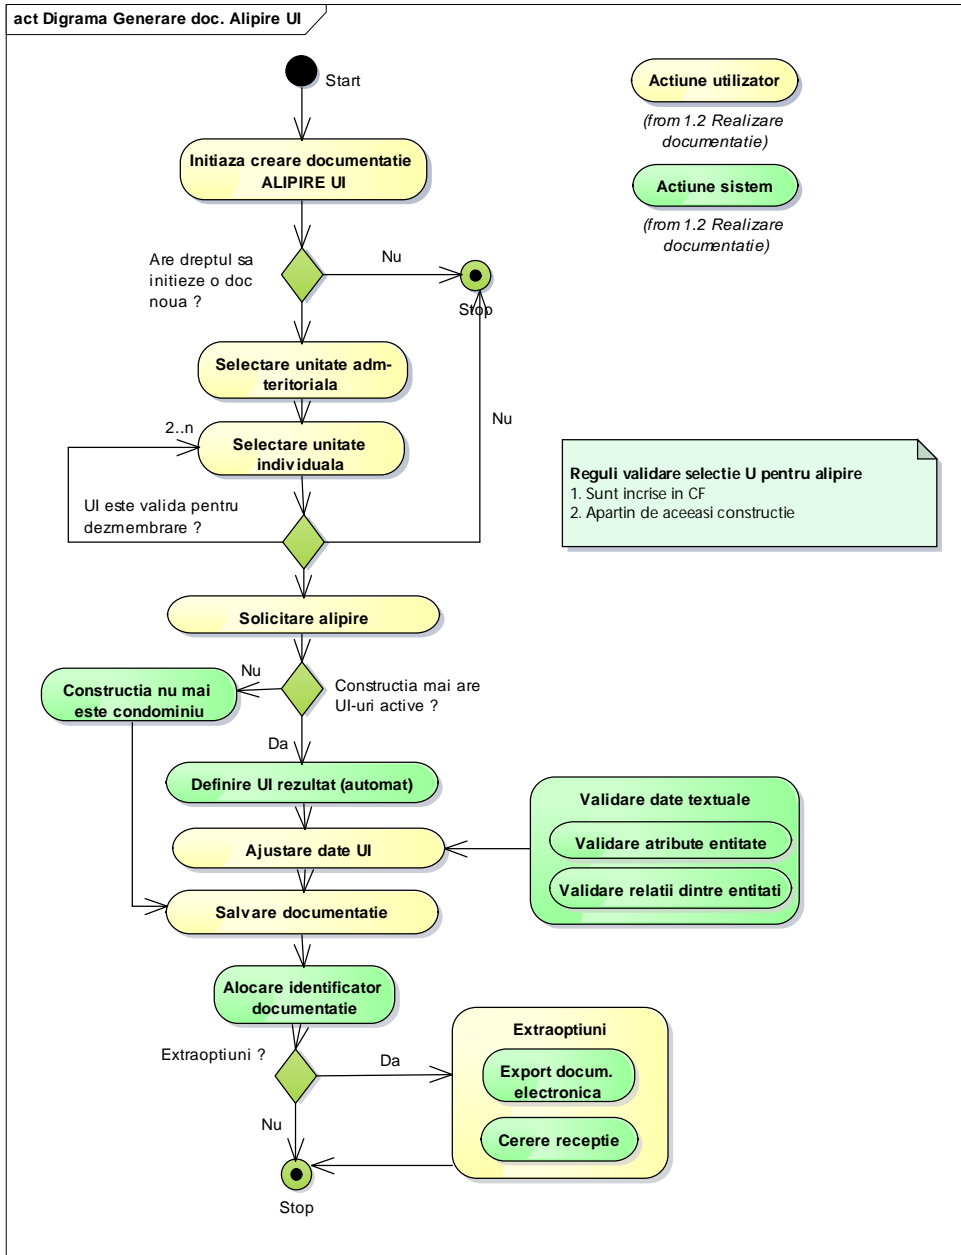 act Digrama Generare doc. Alipire UI
Start
Actiune utilizator
(from 1.2 Realizare
documentatie)
Initiaza creare documentatie
ALIPIRE UI
Actiune sistem
(from 1.2 Realizare
documentatie)
Are dreptul sa
initieze o doc
noua ?
Nu
Stop
Selectare unitate adm-
teritoriala
Nu
2..n
Selectare unitate
individuala
Reguli validare selectie U pentru alipire
1. Sunt incrise in CF
2. Apartin de aceeasi constructie
UI este valida pentru
dezmembrare ?
Solicitare alipire
Nu
Constructia nu mai
este condominiu
Constructia mai are
UI-uri active ?
Da
Definire UI rezultat (automat)
Validare date textuale
Validare atribute entitate
Validare relatii dintre entitati
Ajustare date UI
Salvare documentatie
Alocare identificator
documentatie
Extraoptiuni ?
Da
Extraoptiuni
Export docum.
electronica
Cerere receptie
Nu
Stop